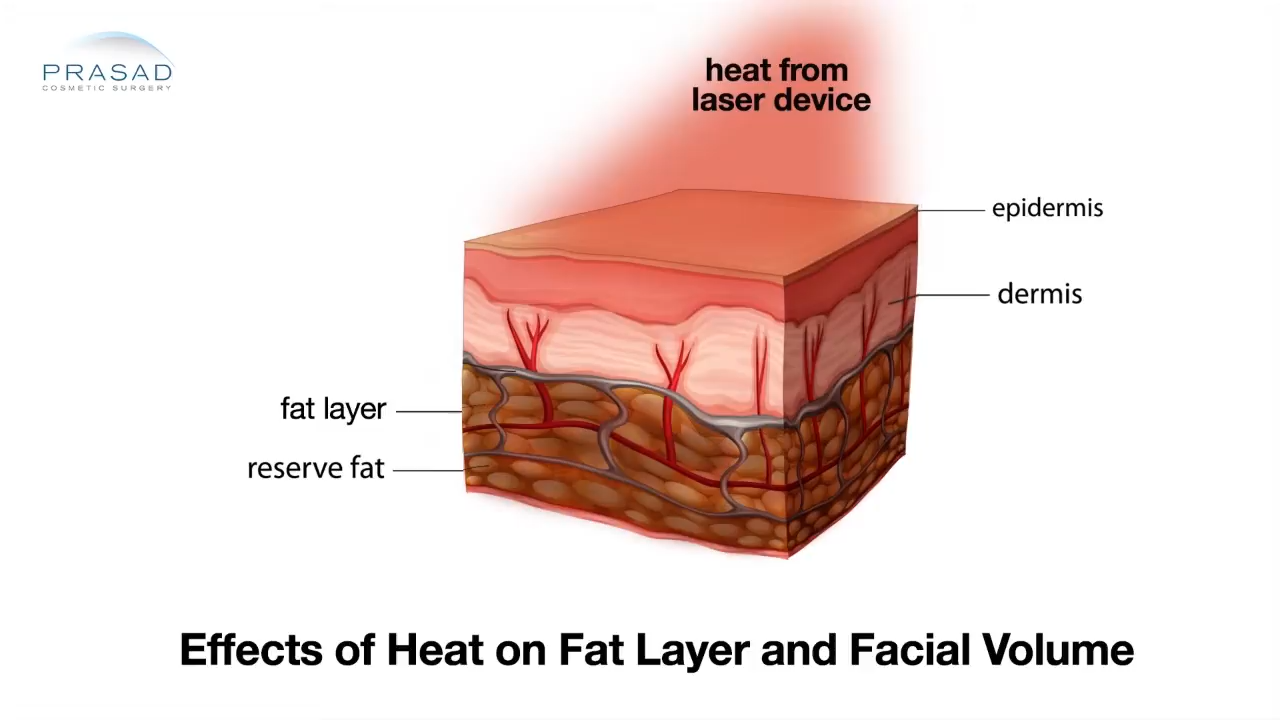 PRASAD
COSMETIC SURGERY
heat from
laser device
epidermis
dermis
fat layer
reserve fat
Effects of Heat on Fat Layer and Facial Volume